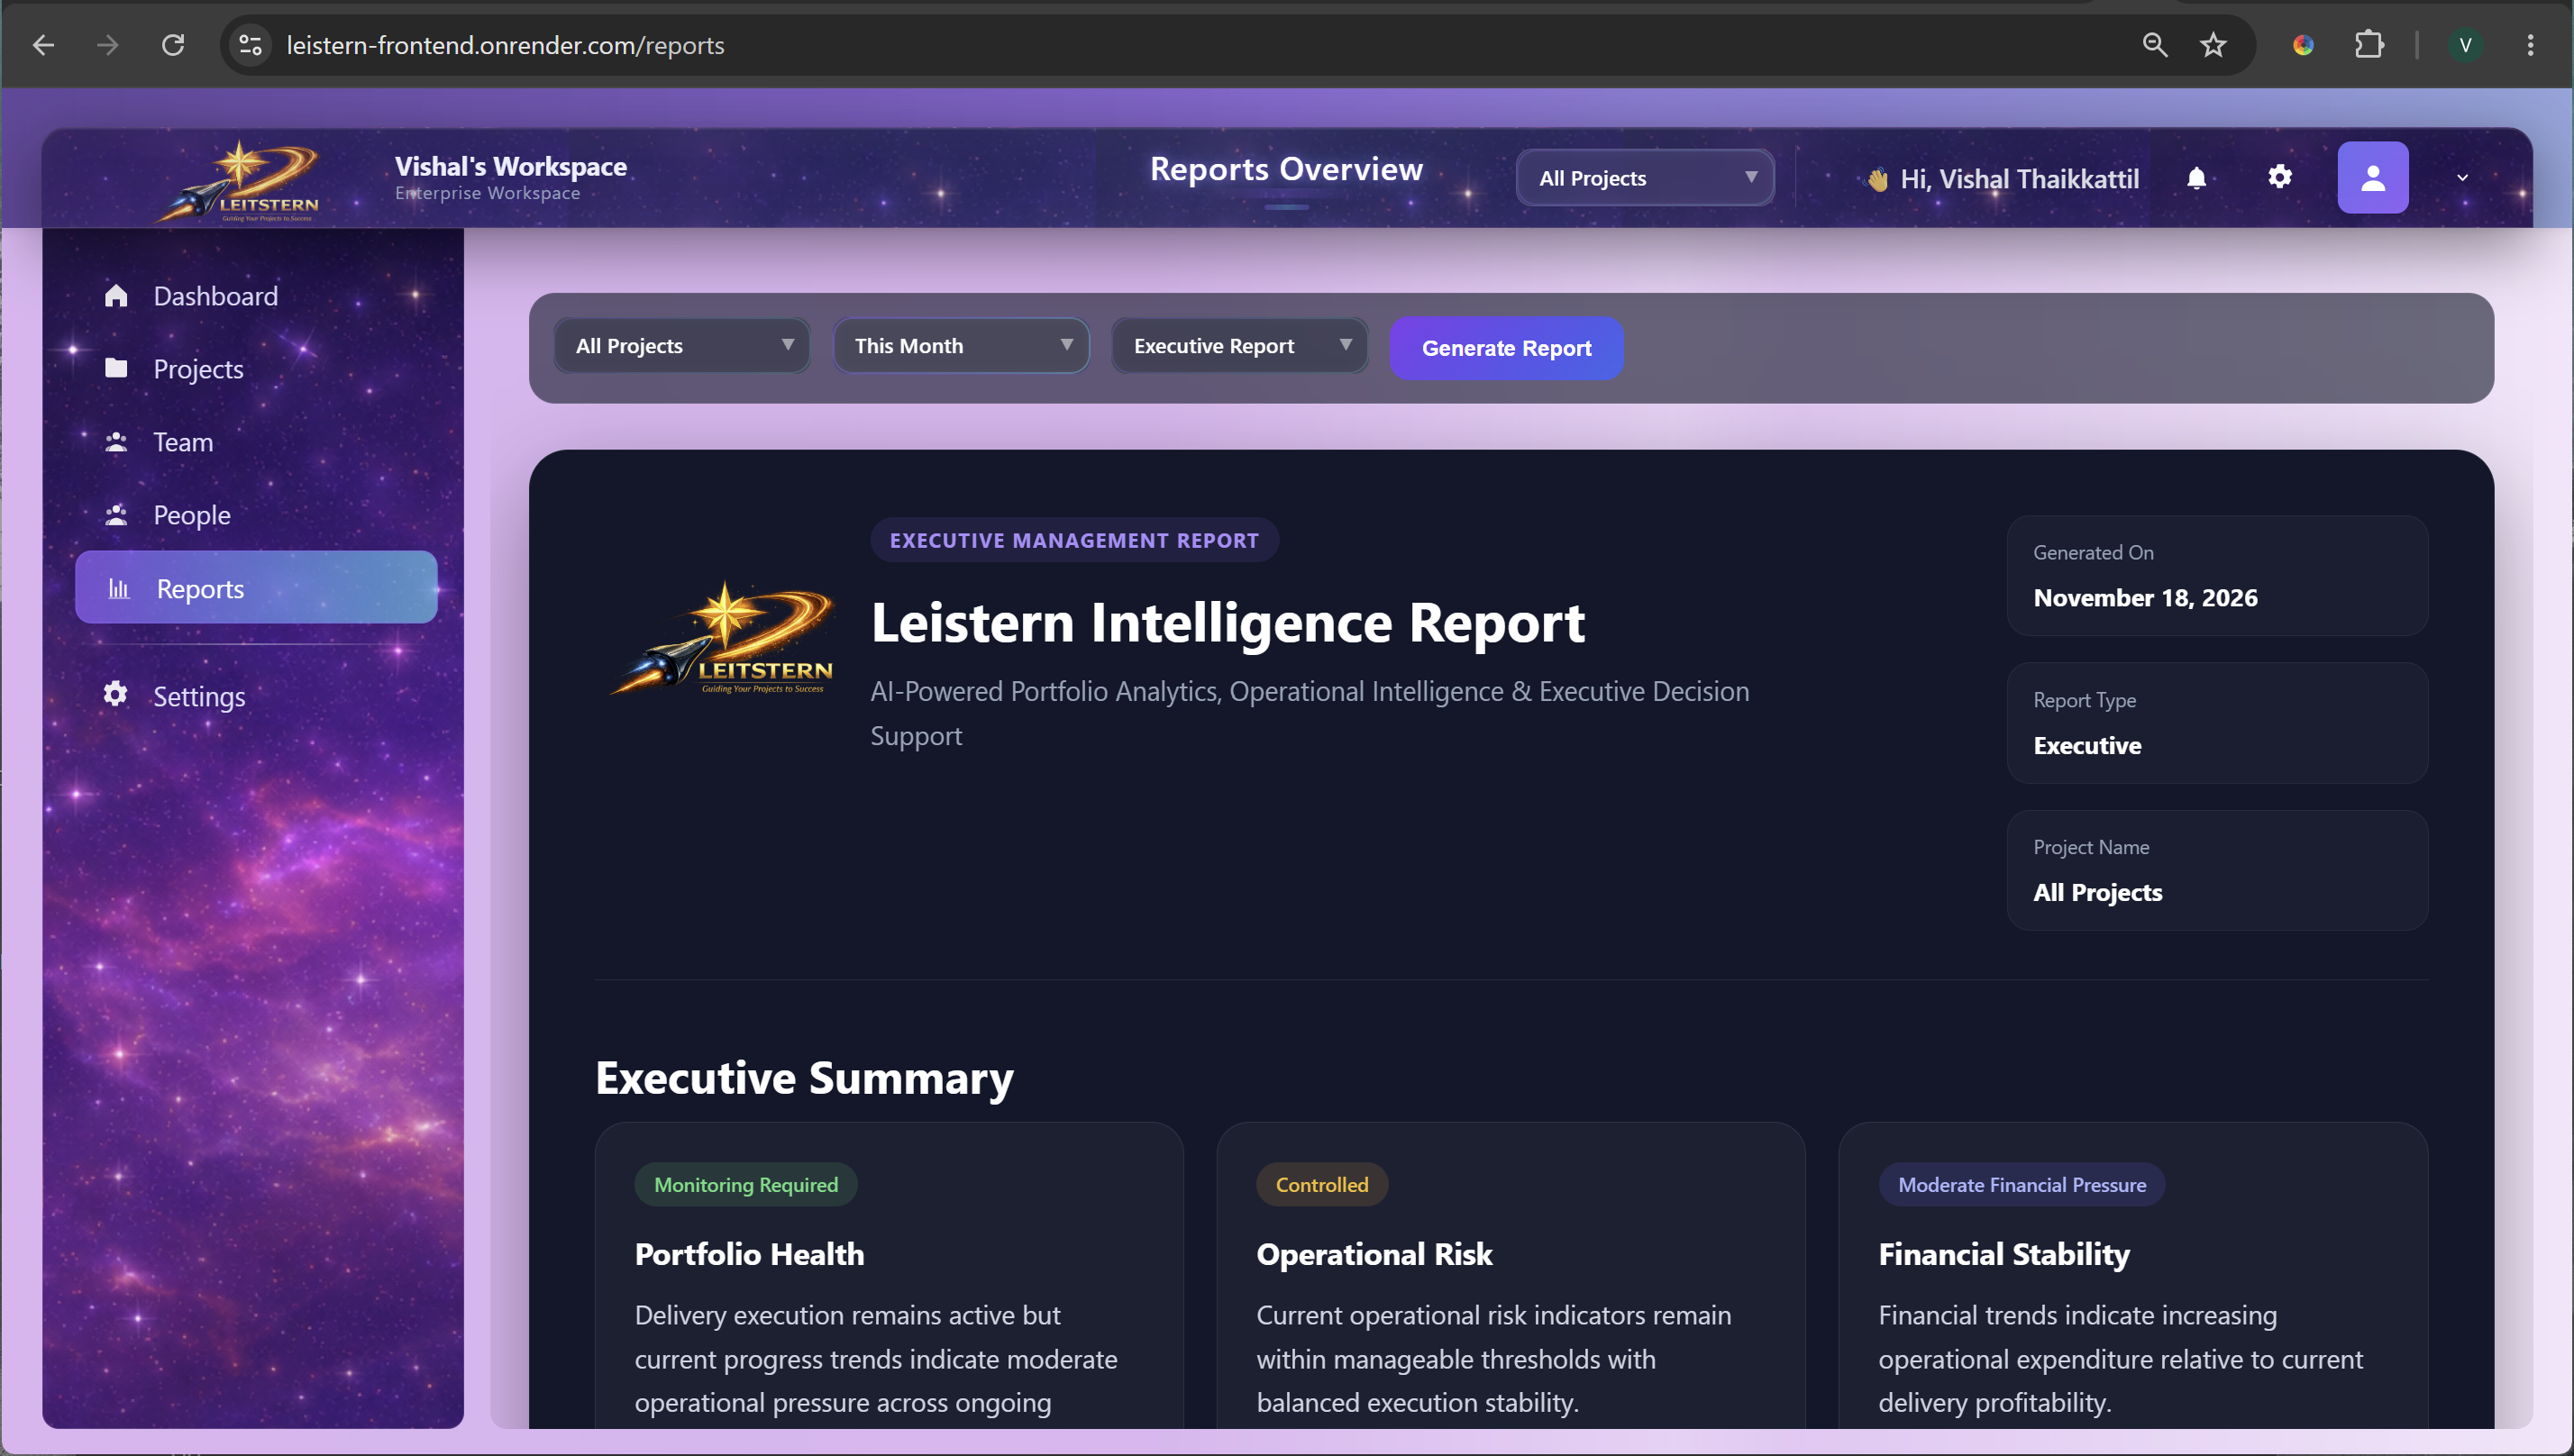 leistern-frontend.onrender.com/reports
V
LEITSTERN
Guiding Your Projects to Success
Vishal's Workspace
Enterprise Workspace
Reports Overview
All Projects
👋 Hi, Vishal Thaikkattil
Dashboard
Projects
Team
People
Reports
Settings
All Projects
This Month
Executive Report
Generate Report
LEITSTERN
Guiding Your Projects to Success
EXECUTIVE MANAGEMENT REPORT
Leistern Intelligence Report
AI-Powered Portfolio Analytics, Operational Intelligence & Executive Decision
Support
Generated On
November 18, 2026
Report Type
Executive
Project Name
All Projects
Executive Summary
Monitoring Required
Portfolio Health
Delivery execution remains active but
current progress trends indicate moderate
operational pressure across ongoing
Controlled
Operational Risk
Current operational risk indicators remain
within manageable thresholds with
balanced execution stability.
Moderate Financial Pressure
Financial Stability
Financial trends indicate increasing
operational expenditure relative to current
delivery profitability.